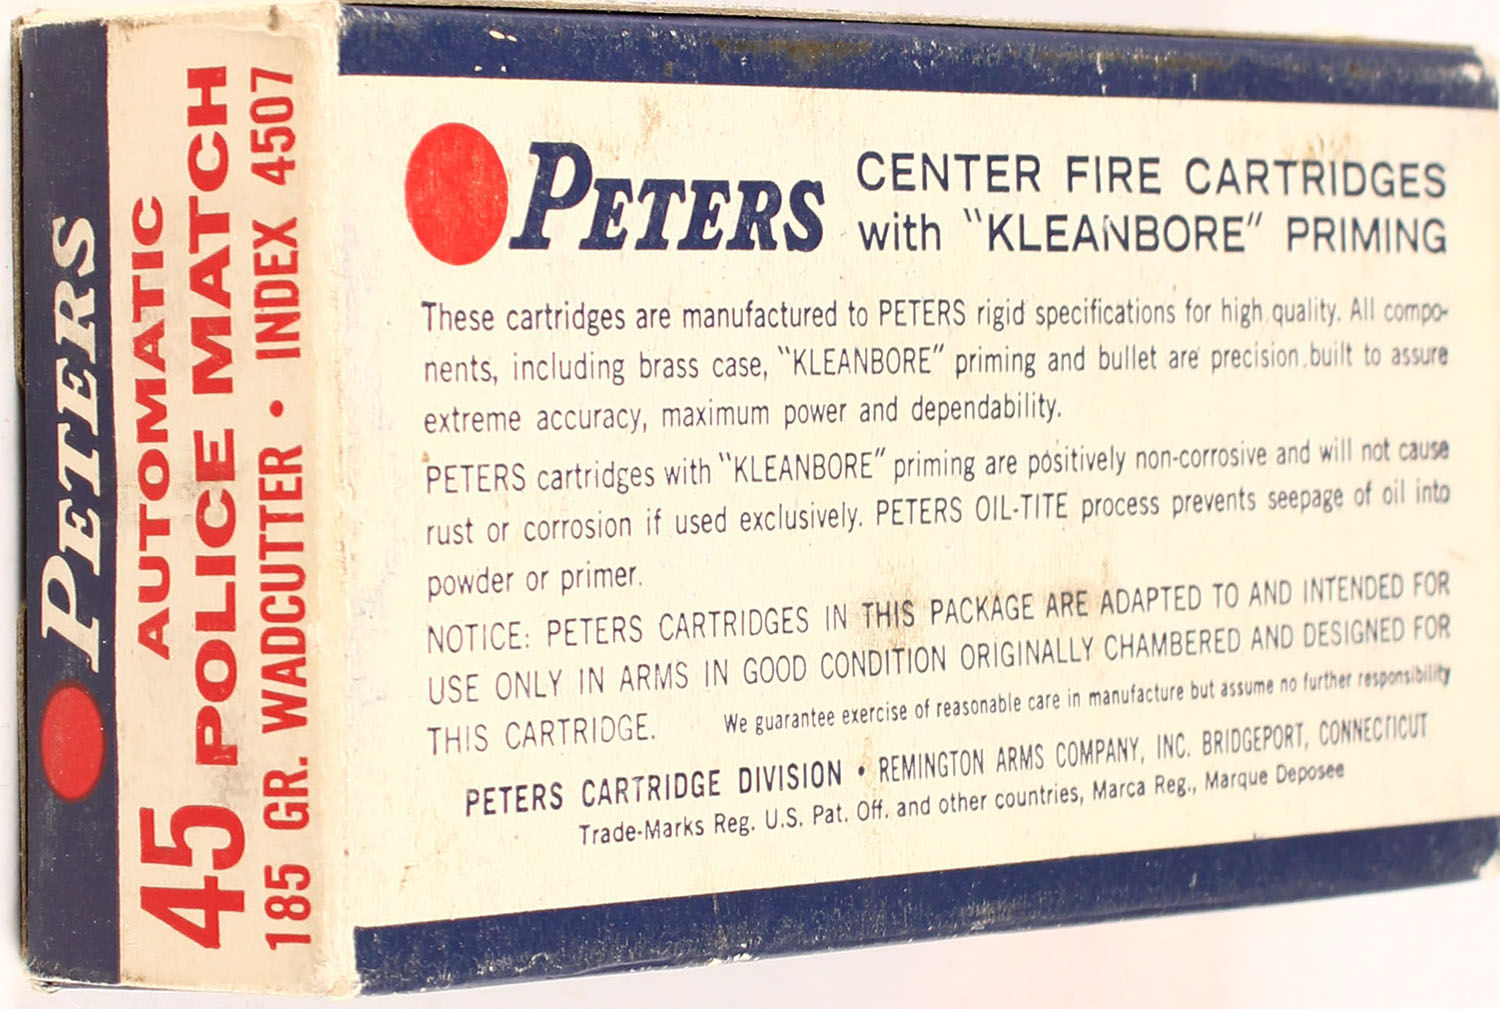 PETERS
45 AUTOMATIC
POLICE MATCH
185 GR. WADCUTTER • INDEX 4507
PETERS
CENTER FIRE CARTRIDGES
with "KLEANBORE" PRIMING
These cartridges are manufactured to PETERS rigid specifications for high quality. All compo-
nents, including brass case, "KLEANBORE" priming and bullet are precision built to assure
extreme accuracy, maximum power and dependability.
PETERS cartridges with "KLEANBORE" priming are positively non-corrosive and will not cause
rust or corrosion if used exclusively. PETERS OIL-TITE process prevents seepage of oil into
powder or primer.
NOTICE: PETERS CARTRIDGES IN THIS PACKAGE ARE ADAPTED TO AND INTENDED FOR
USE ONLY IN ARMS IN GOOD CONDITION ORIGINALLY CHAMBERED AND DESIGNED FOR
THIS CARTRIDGE. We guarantee exercise of reasonable care in manufacture but assume no further responsibility
PETERS CARTRIDGE DIVISION • REMINGTON ARMS COMPANY, INC. BRIDGEPORT, CONNECTICUT
Trade-Marks Reg. U.S. Pat. Off. and other countries, Marca Reg., Marque Deposee